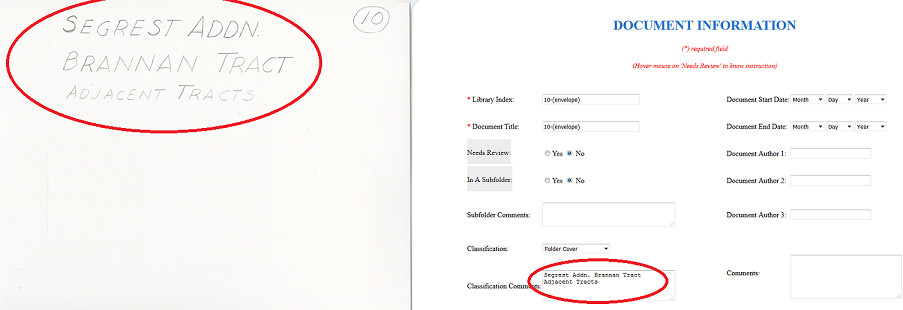 10
SEGREST ADDN.
BRANNAN TRACT
ADJACENT TRACTS
DOCUMENT INFORMATION
(*) required field
(Hover mouse on 'Needs Review' to know instruction)
* Library Index: 10-(envelope)
* Document Title: 10-(envelope)
Needs Review: Yes No
In A Subfolder: Yes No
Subfolder Comments:
Classification: Folder Cover
Classification Comments: Segrest Addn. Brannan Tract
Adjacent Tracts
Document Start Date: Month Day Year
Document End Date: Month Day Year
Document Author 1:
Document Author 2:
Document Author 3:
Comments: